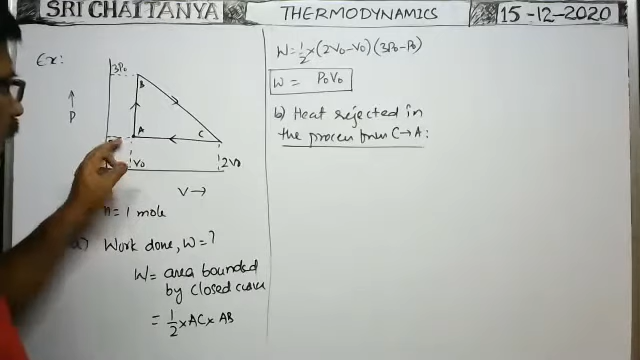 SRI CHAITANYA
THERMODYNAMICS
15-12-2020
Ex:
3P₀
B
↑
P
A
C
V₀
2V₀
V→
n = 1 mole
a) Work done, W = ?
W = area bounded
by closed curve
= 1/2 × AC × AB
W = 1/2 × (2V₀ - V₀) (3P₀ - P₀)
W = P₀V₀
b) Heat rejected in
the process from C → A: